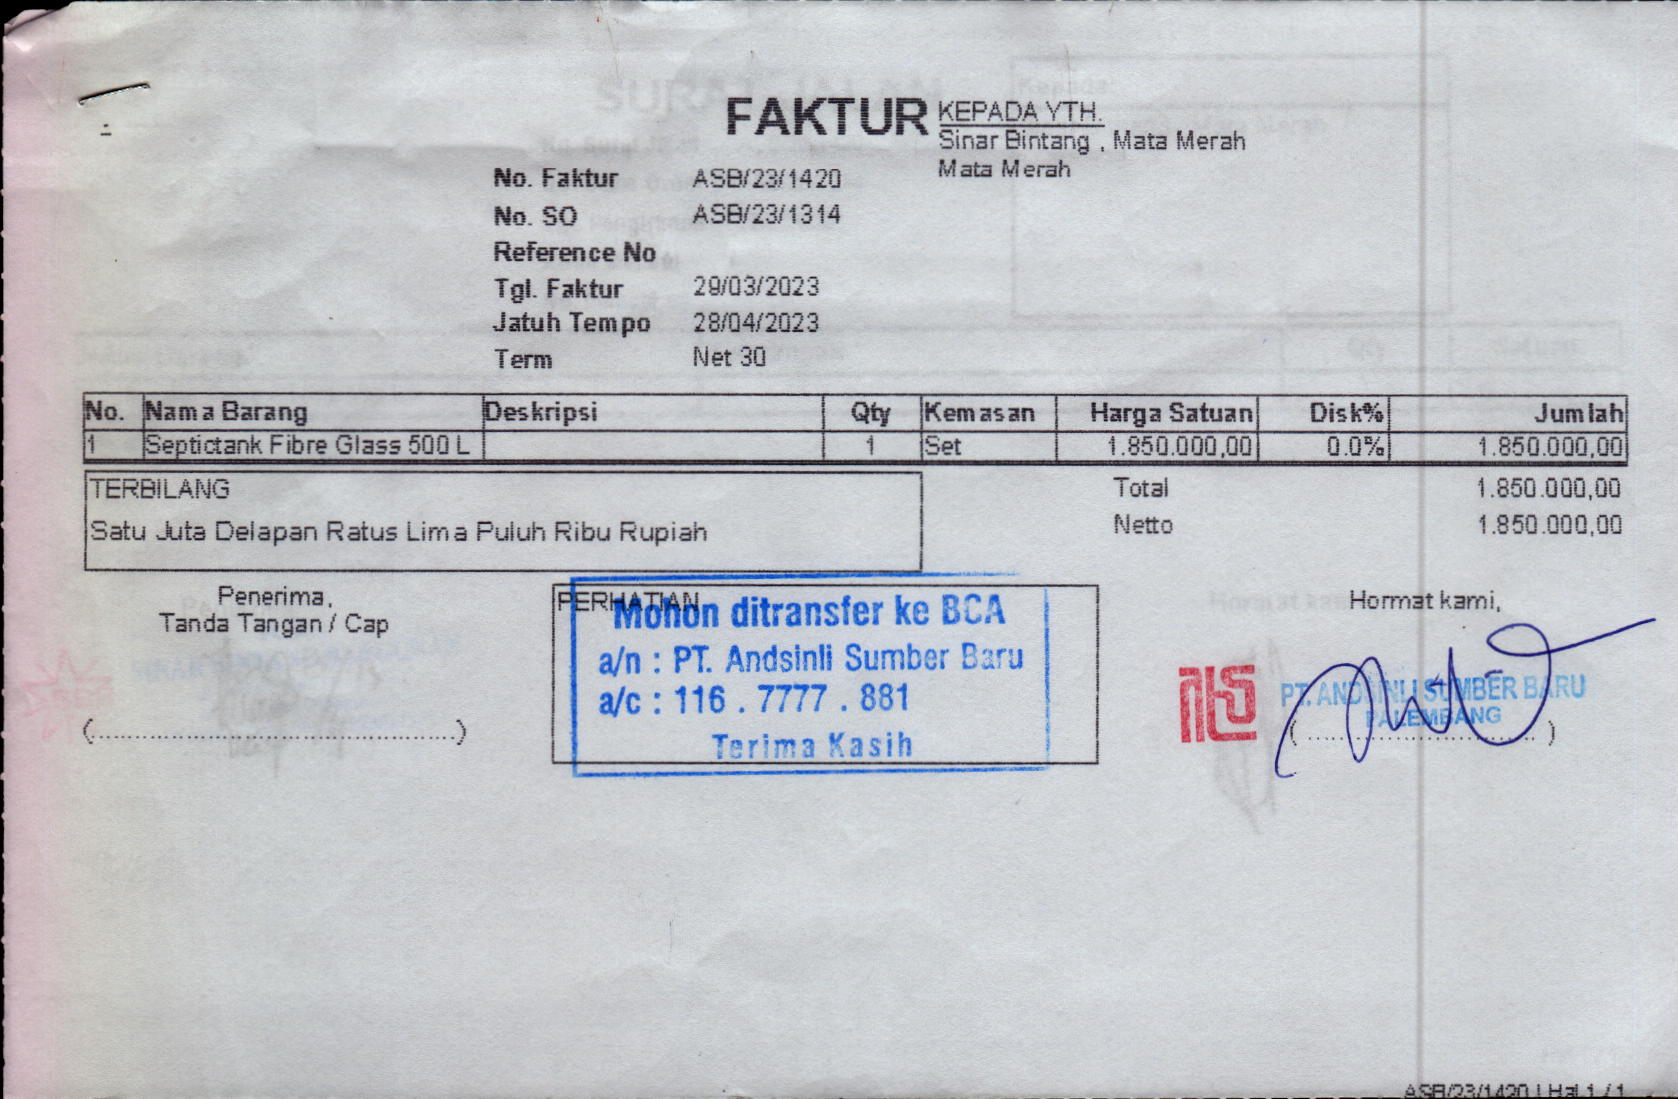 FAKTUR
KEPADA YTH.
Sinar Bintang , Mata Merah
Mata Merah
No. Faktur ASB/23/1420
No. SO ASB/23/1314
Reference No
Tgl. Faktur 29/03/2023
Jatuh Tempo 28/04/2023
Term Net 30
No. Nama Barang Deskripsi Qty Kemasan Harga Satuan Disk% Jumlah
1 Septictank Fibre Glass 500 L 1 Set 1.850.000,00 0.0% 1.850.000,00
TERBILANG
Satu Juta Delapan Ratus Lima Puluh Ribu Rupiah
Total 1.850.000,00
Netto 1.850.000,00
Penerima,
Tanda Tangan / Cap
(............................................)
PERHATIAN
Mohon ditransfer ke BCA
a/n : PT. Andsinli Sumber Baru
a/c : 116 . 7777 . 881
Terima Kasih
Hormat kami,
PT. ANDSINLI SUMBER BARU
PALEMBANG
(............................)
ASB/23/1420 | Hal 1 / 1